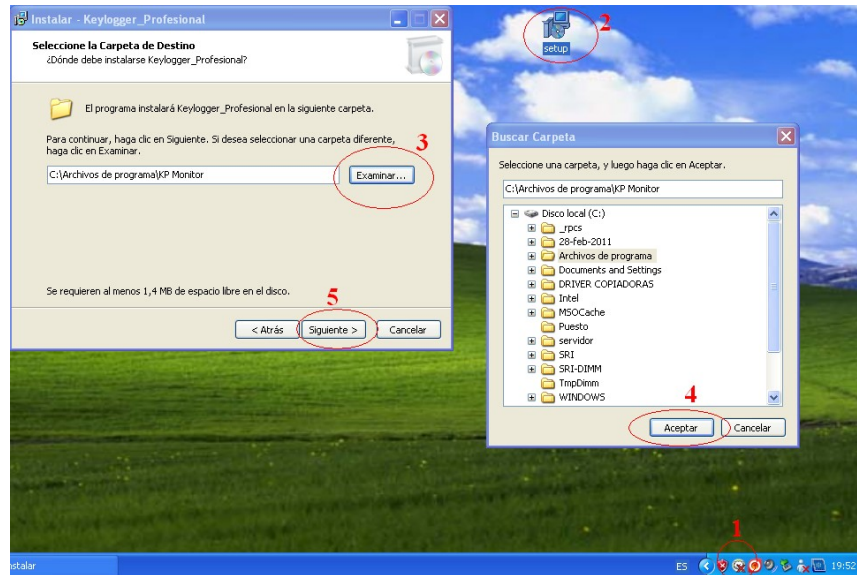 Instalar - Keylogger_Profesional
Seleccione la Carpeta de Destino
¿Dónde debe instalarse Keylogger_Profesional?
El programa instalará Keylogger_Profesional en la siguiente carpeta.
Para continuar, haga clic en Siguiente. Si desea seleccionar una carpeta diferente,
haga clic en Examinar.
3
C:\Archivos de programa\KP Monitor
Examinar...
Se requieren al menos 1,4 MB de espacio libre en el disco.
5
< Atrás
Siguiente >
Cancelar
2
setup
Buscar Carpeta
Seleccione una carpeta, y luego haga clic en Aceptar.
C:\Archivos de programa\KP Monitor
Disco local (C:)
_rpcs
28-feb-2011
Archivos de programa
Documents and Settings
DRIVER COPIADORAS
Intel
MSOCache
Puesto
servidor
SRI
SRI-DIMM
TmpDimm
WINDOWS
4
Aceptar
Cancelar
1
nstalar
ES
19:52